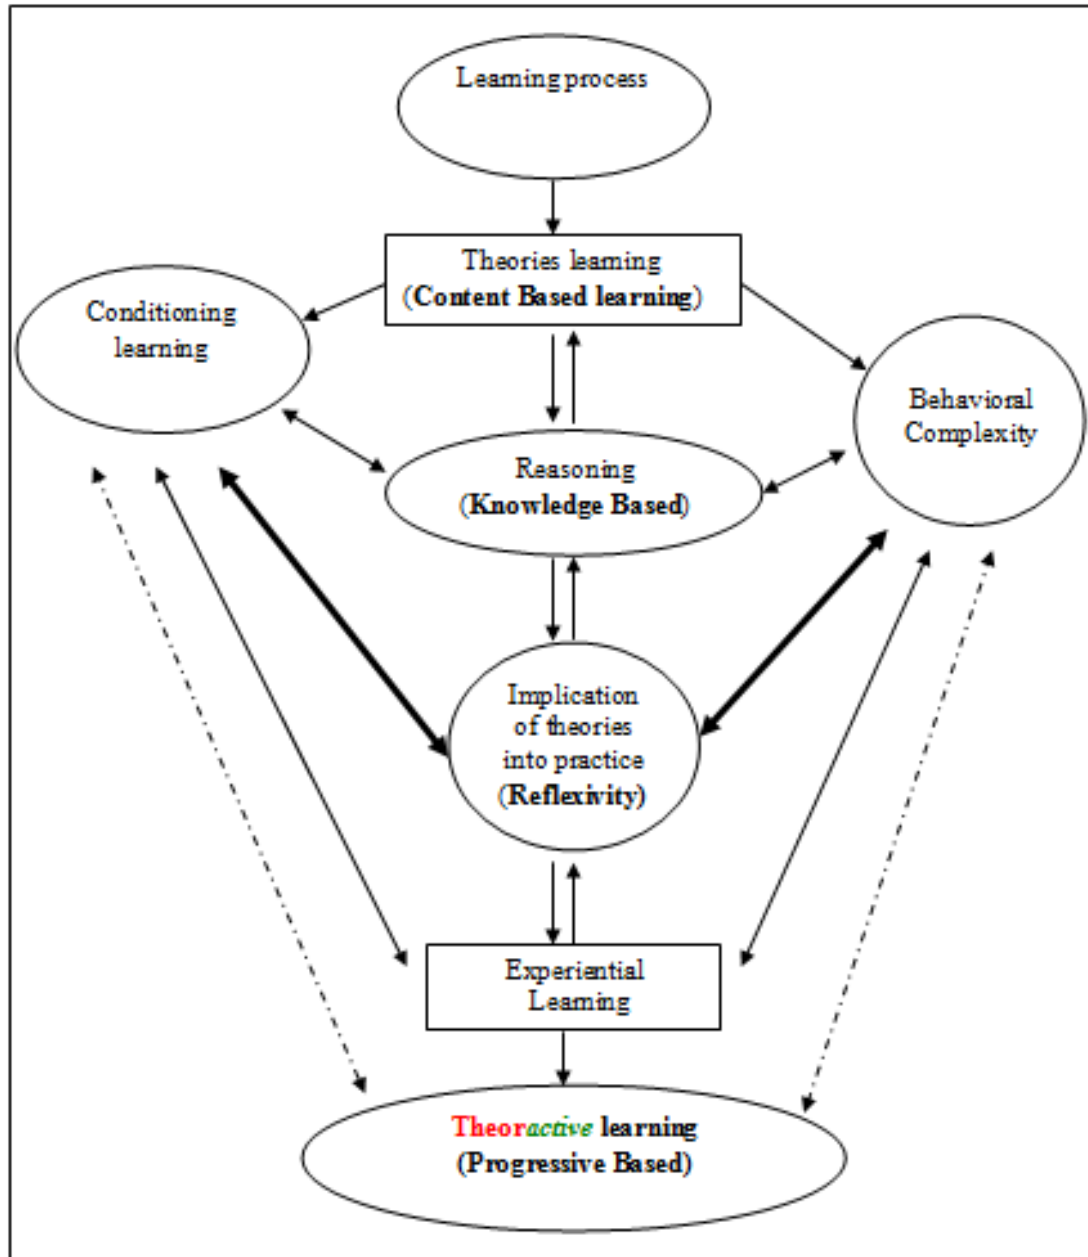 Learning process
Theories learning
(Content Based learning)
Conditioning
learning
Behavioral
Complexity
Reasoning
(Knowledge Based)
Implication
of theories
into practice
(Reflexivity)
Experiential
Learning
Theoractive learning
(Progressive Based)